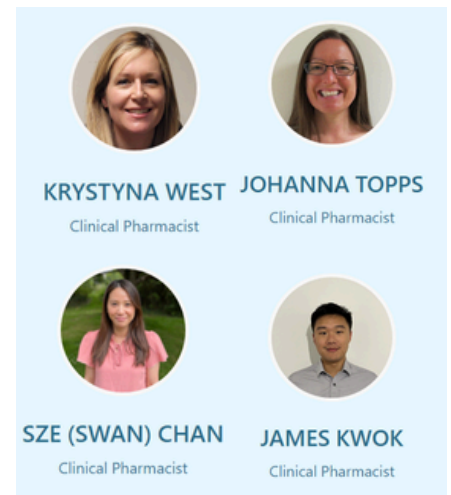 KRYSTYNA WEST
Clinical Pharmacist
JOHANNA TOPPS
Clinical Pharmacist
SZE (SWAN) CHAN
Clinical Pharmacist
JAMES KWOK
Clinical Pharmacist